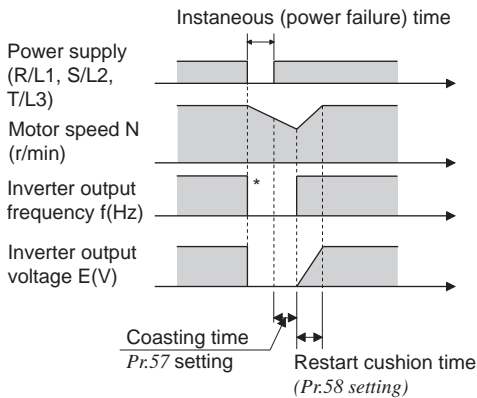 Instaneous (power failure) time
Power supply
(R/L1, S/L2,
T/L3)
Motor speed N
(r/min)
Inverter output
frequency f(Hz)
*
Inverter output
voltage E(V)
Coasting time
Pr.57 setting
Restart cushion time
(Pr.58 setting)